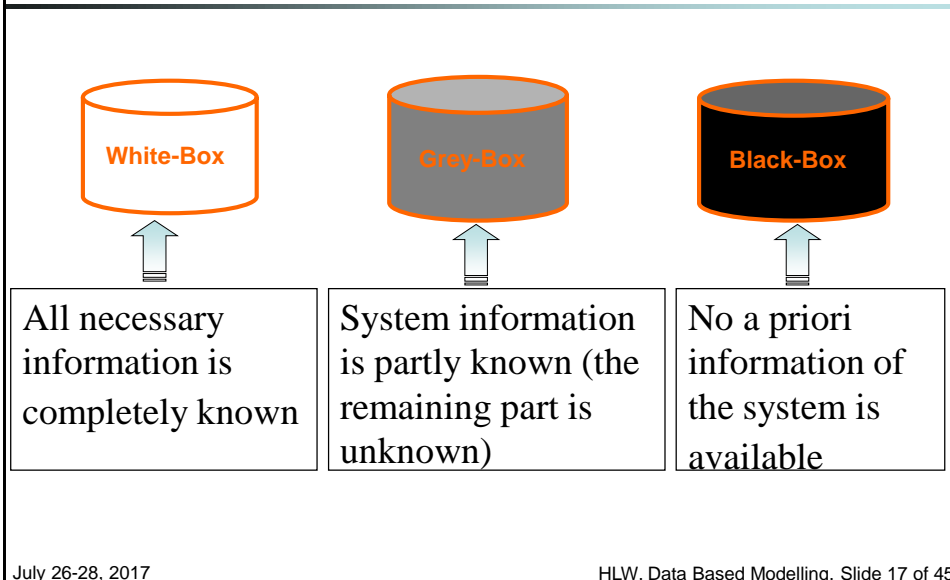 White-Box
Grey-Box
Black-Box
All necessary
information is
completely known
System information
is partly known (the
remaining part is
unknown)
No a priori
information of
the system is
available
July 26-28, 2017
HLW, Data Based Modelling, Slide 17 of 45